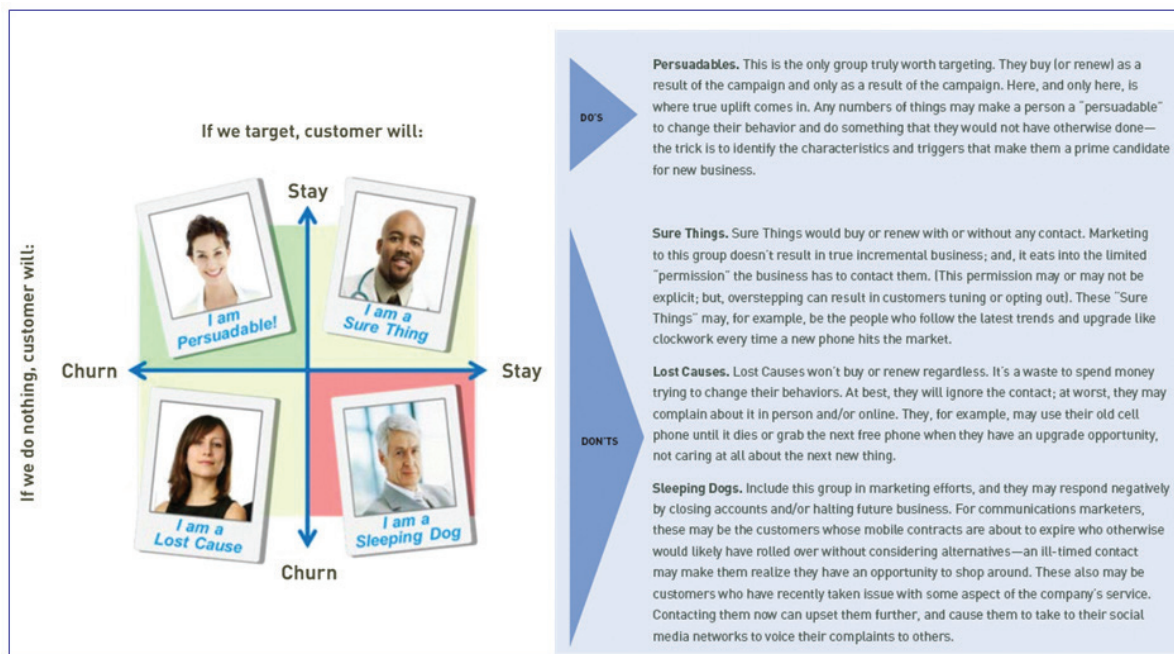 If we target, customer will:
If we do nothing, customer will:
Stay
Churn
Stay
Churn
I am
Persuadable!
I am a
Sure Thing
I am a
Lost Cause
I am a
Sleeping Dog
DO'S
Persuadables. This is the only group truly worth targeting. They buy (or renew) as a
result of the campaign and only as a result of the campaign. Here, and only here, is
where true uplift comes in. Any numbers of things may make a person a “persuadable”
to change their behavior and do something that they would not have otherwise done—
the trick is to identify the characteristics and triggers that make them a prime candidate
for new business.
DON'TS
Sure Things. Sure Things would buy or renew with or without any contact. Marketing
to this group doesn't result in true incremental business; and, it eats into the limited
“permission” the business has to contact them. (This permission may or may not be
explicit; but, overstepping can result in customers tuning or opting out). These “Sure
Things” may, for example, be the people who follow the latest trends and upgrade like
clockwork every time a new phone hits the market.
Lost Causes. Lost Causes won't buy or renew regardless. It's a waste to spend money
trying to change their behaviors. At best, they will ignore the contact; at worst, they may
complain about it in person and/or online. They, for example, may use their old cell
phone until it dies or grab the next free phone when they have an upgrade opportunity,
not caring at all about the next new thing.
Sleeping Dogs. Include this group in marketing efforts, and they may respond negatively
by closing accounts and/or halting future business. For communications marketers,
these may be the customers whose mobile contracts are about to expire who otherwise
would likely have rolled over without considering alternatives—an ill-timed contact
may make them realize they have an opportunity to shop around. These also may be
customers who have recently taken issue with some aspect of the company's service.
Contacting them now can upset them further, and cause them to take to their social
media networks to voice their complaints to others.